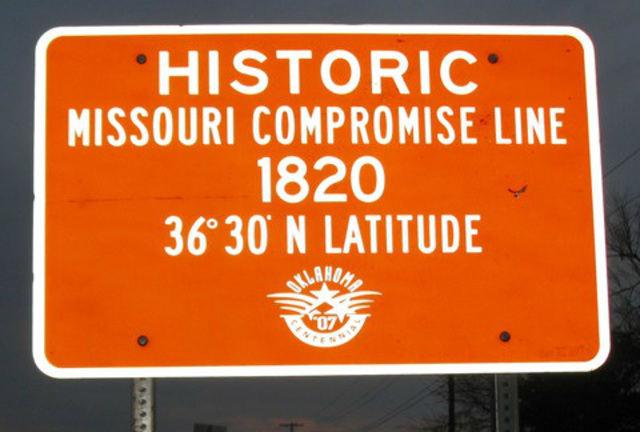 HISTORIC
MISSOURI COMPROMISE LINE
1820
36° 30' N LATITUDE
OKLAHOMA
'07
CENTENNIAL